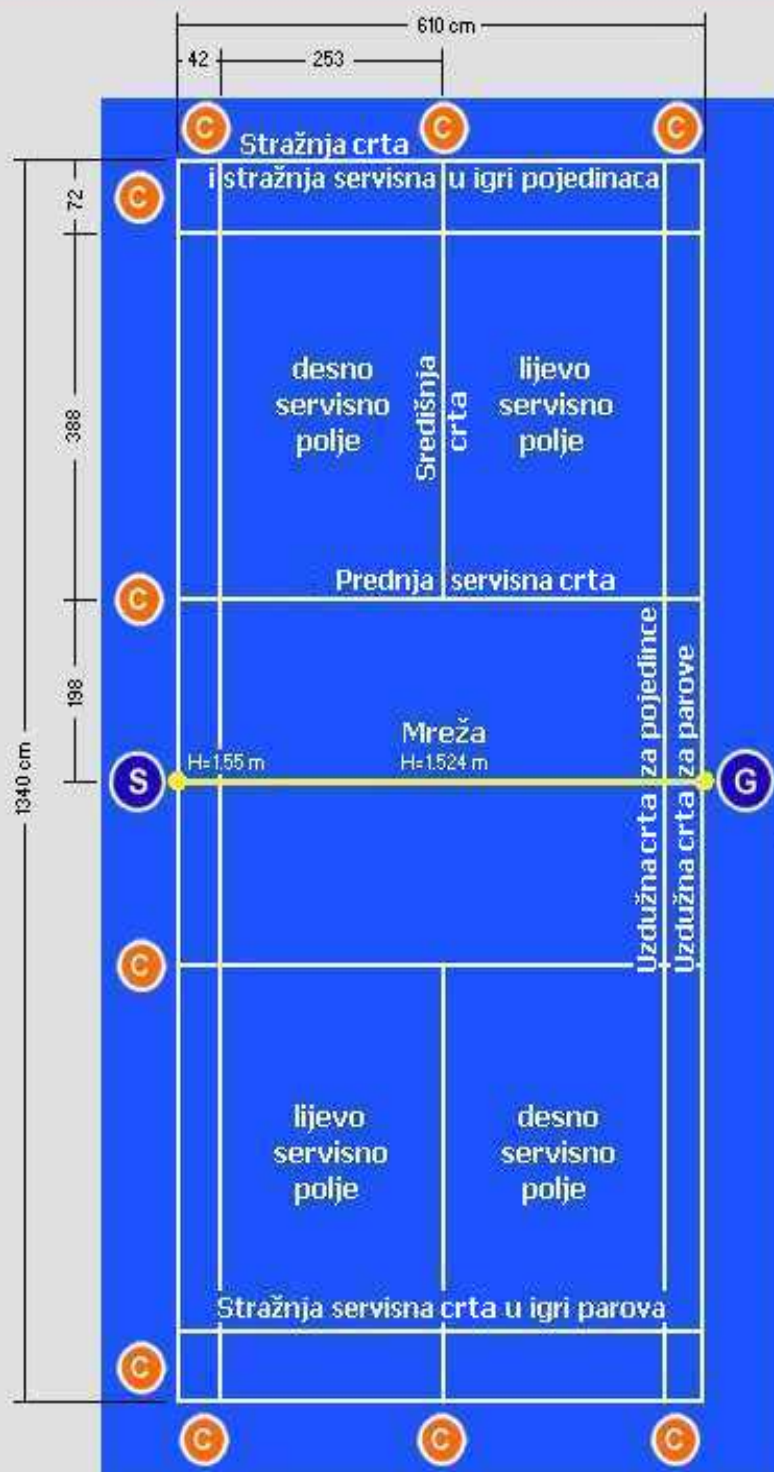 610 cm
42
253
C
C
C
Stražnja crta
i stražnja servisna u igri pojedinaca
C
72
388
desno
servisno
polje
Središnja
crta
lijevo
servisno
polje
Prednja servisna crta
C
198
1340 cm
Mreža
H=1.55 m
H=1.524 m
S
G
Uzdužna crta za pojedince
Uzdužna crta za parove
C
lijevo
servisno
polje
desno
servisno
polje
Stražnja servisna crta u igri parova
C
C
C
C